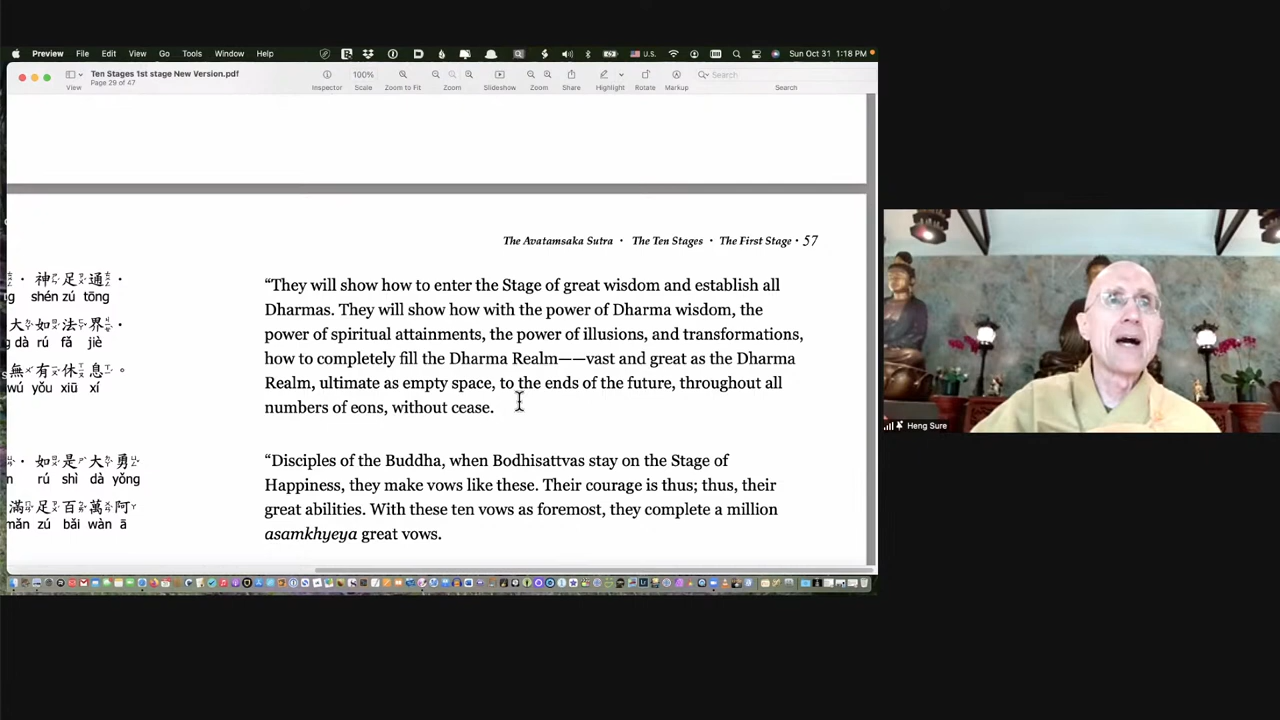 Preview File Edit View Go Tools Window Help U.S. Sun Oct 31 1:18 PM
Ten Stages 1st stage New Version.pdf
Page 29 of 47
100% Search
View Inspector Scale Zoom to Fit Zoom Slideshow Zoom Share Highlight Rotate Markup Search
The Avatamsaka Sutra · The Ten Stages · The First Stage · 57
神足通
shén zú tōng
大如法界
dà rú fǎ jiè
無有休息。
wú yǒu xiū xí
“They will show how to enter the Stage of great wisdom and establish all
Dharmas. They will show how with the power of Dharma wisdom, the
power of spiritual attainments, the power of illusions, and transformations,
how to completely fill the Dharma Realm——vast and great as the Dharma
Realm, ultimate as empty space, to the ends of the future, throughout all
numbers of eons, without cease.
如是大勇
rú shì dà yǒng
滿足百萬阿
mǎn zú bǎi wàn ā
“Disciples of the Buddha, when Bodhisattvas stay on the Stage of
Happiness, they make vows like these. Their courage is thus; thus, their
great abilities. With these ten vows as foremost, they complete a million
asamkhyeya great vows.
Heng Sure